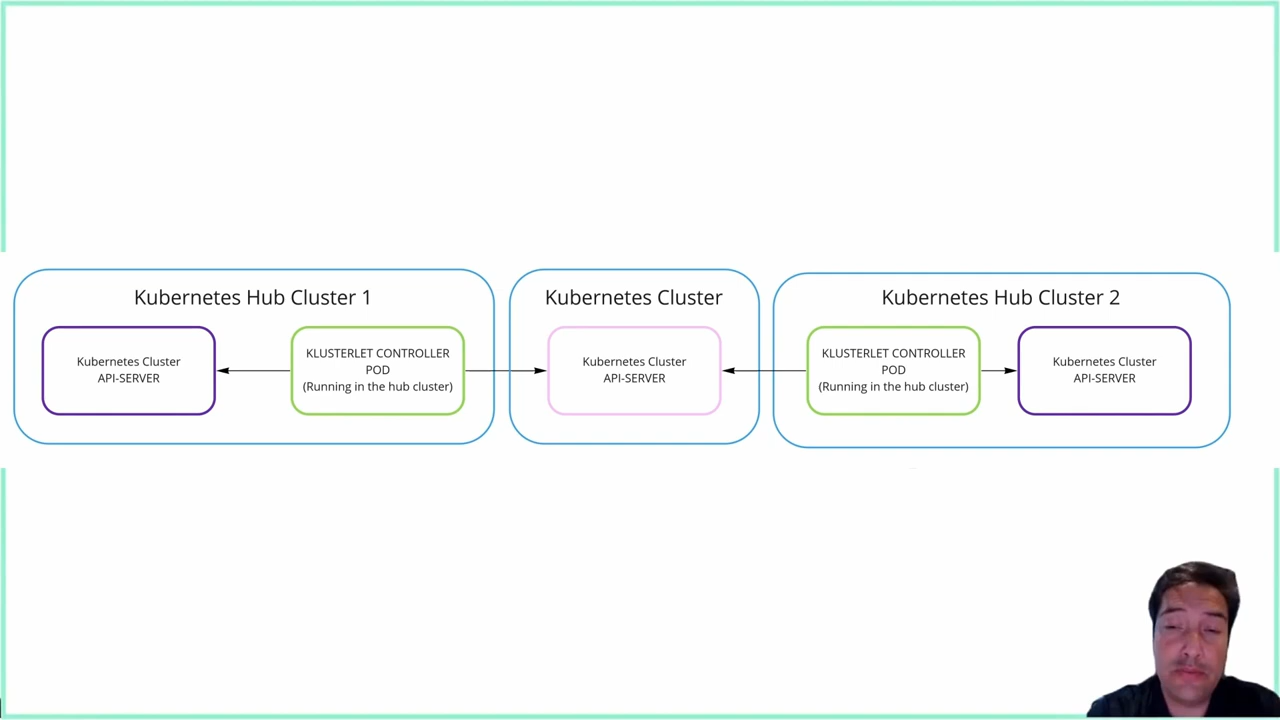 Kubernetes Hub Cluster 1
Kubernetes Cluster
API-SERVER
KLUSTERLET CONTROLLER
POD
(Running in the hub cluster)
Kubernetes Cluster
Kubernetes Cluster
API-SERVER
Kubernetes Hub Cluster 2
KLUSTERLET CONTROLLER
POD
(Running in the hub cluster)
Kubernetes Cluster
API-SERVER